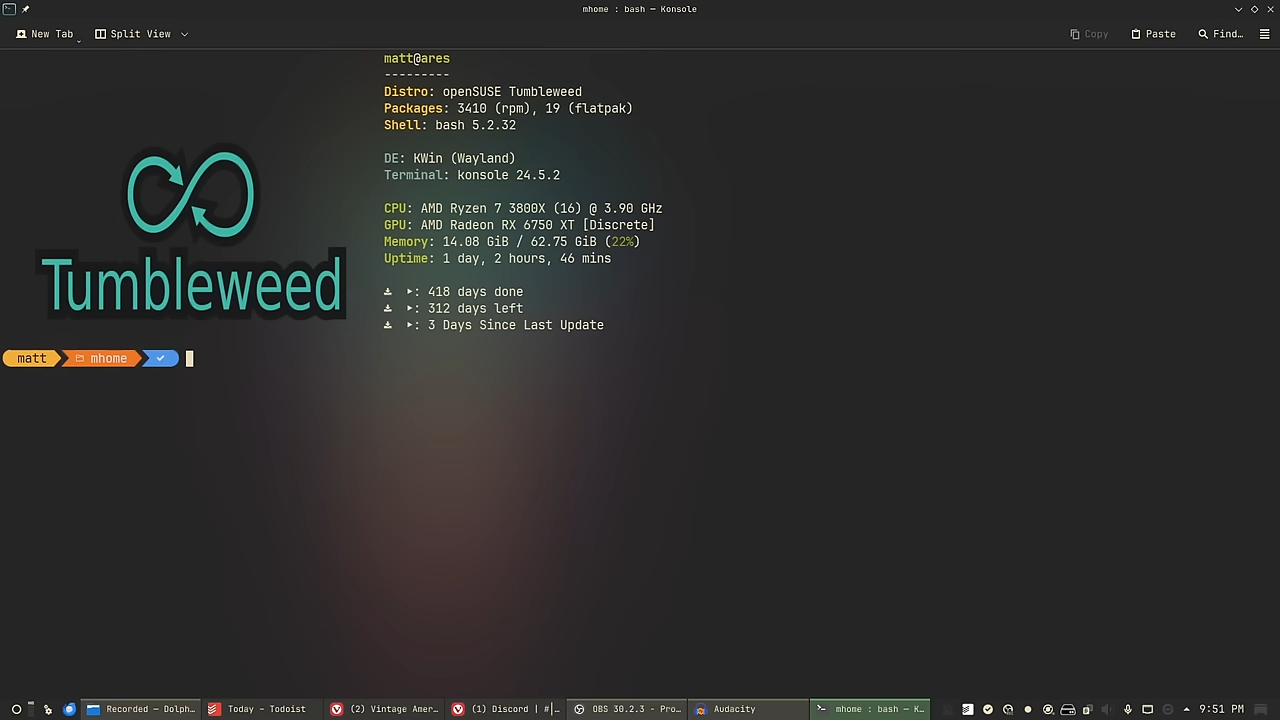 mhome : bash — Konsole
New Tab
Split View
Copy
Paste
Find…
matt@ares
---------
Distro: openSUSE Tumbleweed
Packages: 3410 (rpm), 19 (flatpak)
Shell: bash 5.2.32
DE: KWin (Wayland)
Terminal: konsole 24.5.2
CPU: AMD Ryzen 7 3800X (16) @ 3.90 GHz
GPU: AMD Radeon RX 6750 XT [Discrete]
Memory: 14.08 GiB / 62.75 GiB (22%)
Uptime: 1 day, 2 hours, 46 mins
: 418 days done
: 312 days left
: 3 Days Since Last Update
Tumbleweed
matt mhome
Recorded — Dolph…
Today - Todoist
(2) Vintage Amer…
(1) Discord | #|…
OBS 30.2.3 - Pro…
Audacity
mhome : bash — K…
9:51 PM